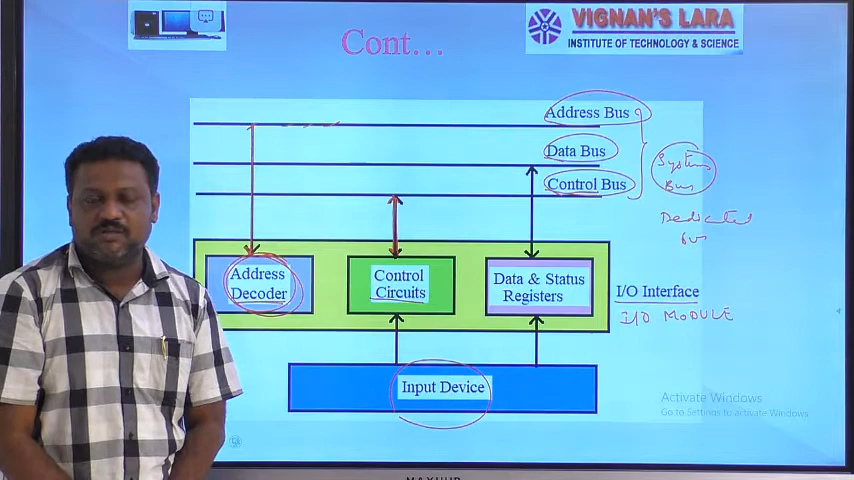 VIGNAN'S LARA
INSTITUTE OF TECHNOLOGY & SCIENCE
Cont...
Address Bus
Data Bus
Control Bus
System
Bus
Dedicated
Bus
Address
Decoder
Control
Circuits
Data & Status
Registers
I/O Interface
I/O MODULE
Input Device
Activate Windows
Go to Settings to activate Windows